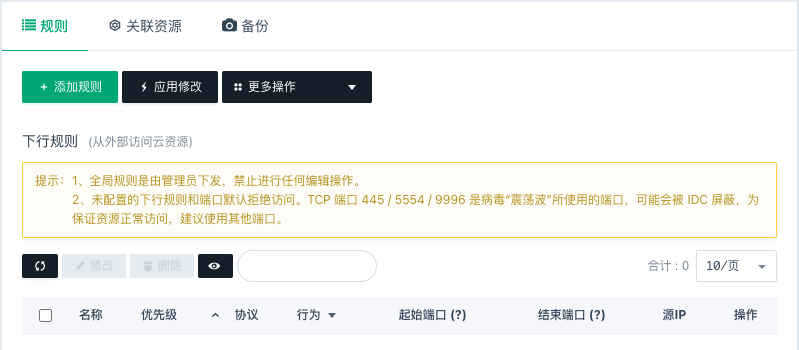 规则 关联资源 备份
+ 添加规则 应用修改 更多操作
下行规则 (从外部访问云资源)
提示: 1、全局规则是由管理员下发，禁止进行任何编辑操作。
2、未配置的下行规则和端口默认拒绝访问。TCP 端口 445 / 5554 / 9996 是病毒“震荡波”所使用的端口，可能会被 IDC 屏蔽，为
保证资源正常访问，建议使用其他端口。
修改 删除 合计 : 0 10/页
名称 优先级 协议 行为 起始端口 (?) 结束端口 (?) 源IP 操作